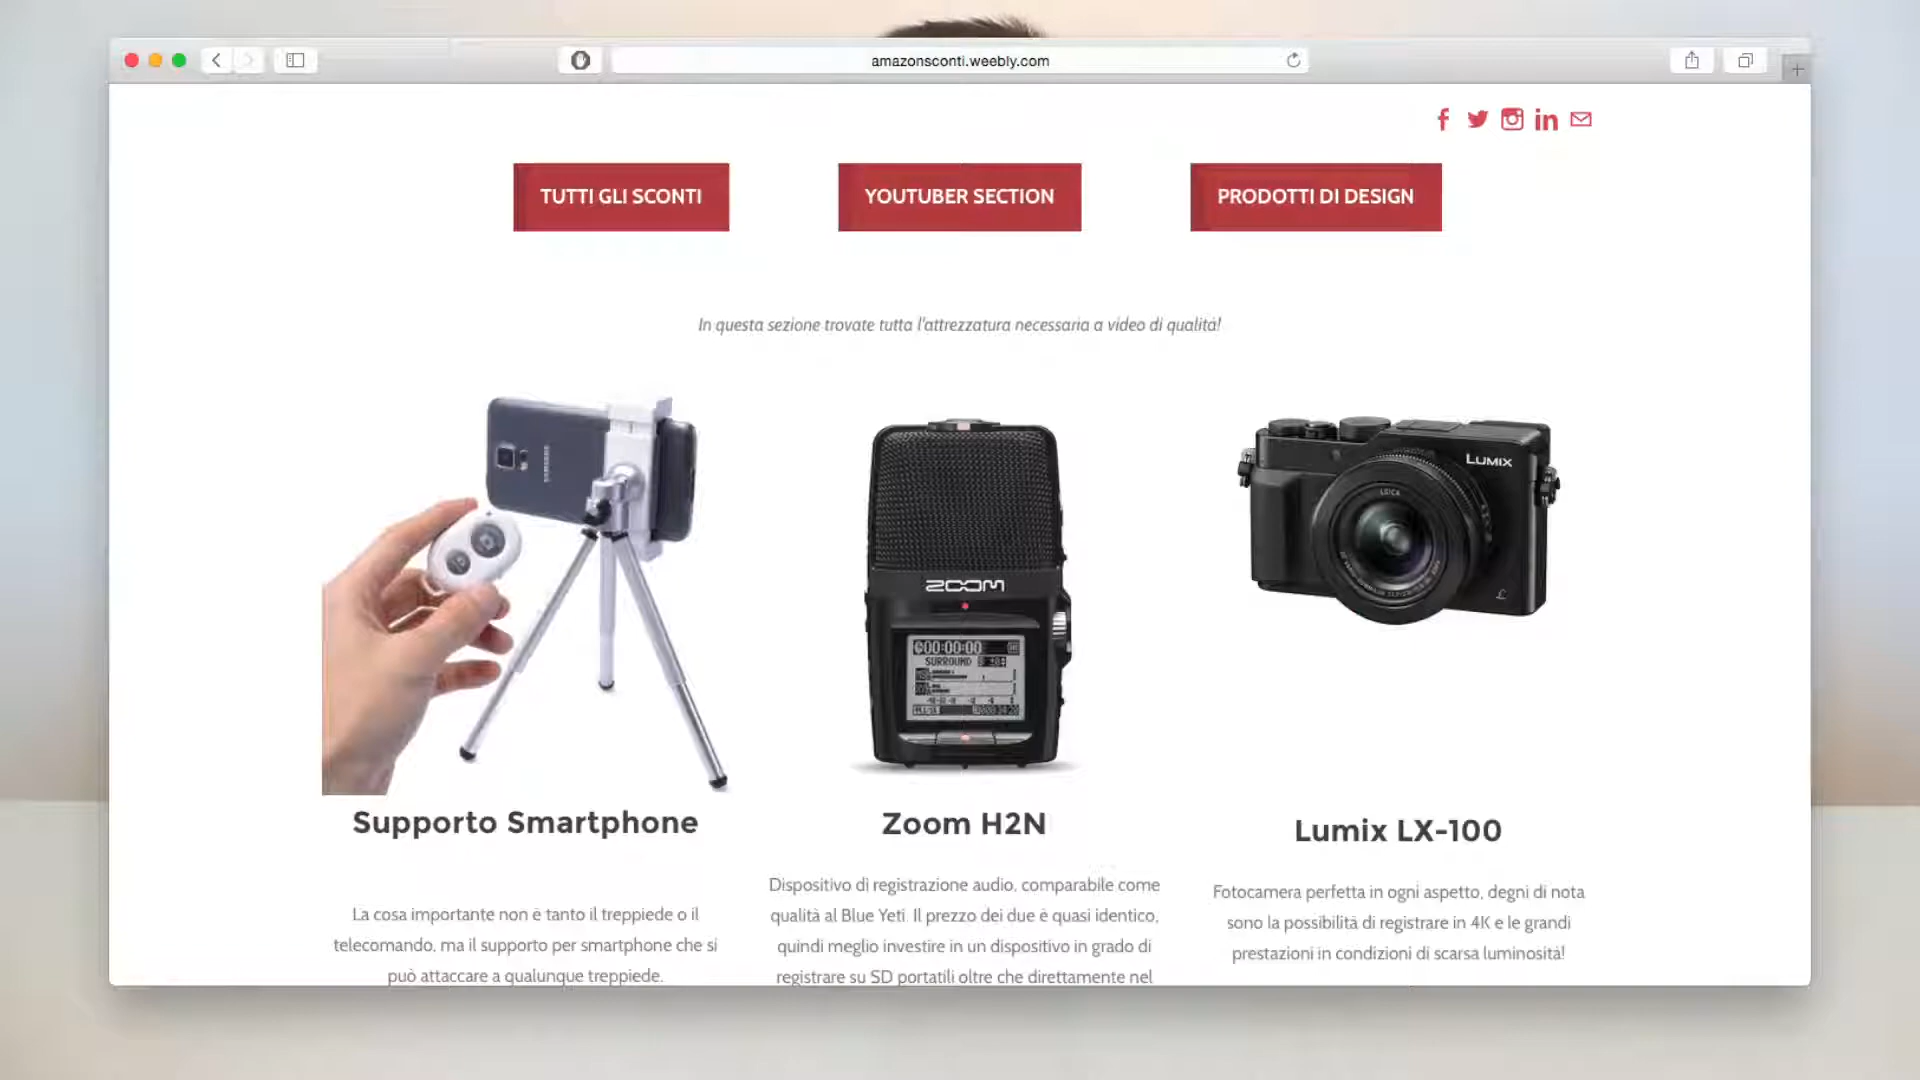 amazonsconti.weebly.com
TUTTI GLI SCONTI
YOUTUBER SECTION
PRODOTTI DI DESIGN
In questa sezione trovate tutta l'attrezzatura necessaria a video di qualità!
SAMSUNG
ZOOM
00:00:00
SURROUND
LUMIX
LEICA
L
Supporto Smartphone
La cosa importante non è tanto il treppiede o il
telecomando, ma il supporto per smartphone che si
può attaccare a qualunque treppiede.
Zoom H2N
Dispositivo di registrazione audio, comparabile come
qualità al Blue Yeti. Il prezzo dei due è quasi identico,
quindi meglio investire in un dispositivo in grado di
registrare su SD portatili oltre che direttamente nel
Lumix LX-100
Fotocamera perfetta in ogni aspetto, degni di nota
sono la possibilità di registrare in 4K e le grandi
prestazioni in condizioni di scarsa luminosità!